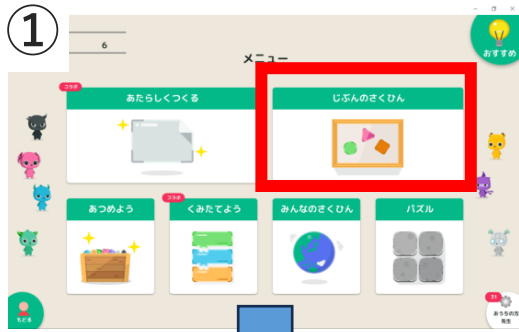 ①
6
メニュー
おすすめ
コラボ
あたらしくつくる
じぶんのさくひん
あつめよう
コラボ
くみたてよう
みんなのさくひん
パズル
もどる
31
おうちの方
先生